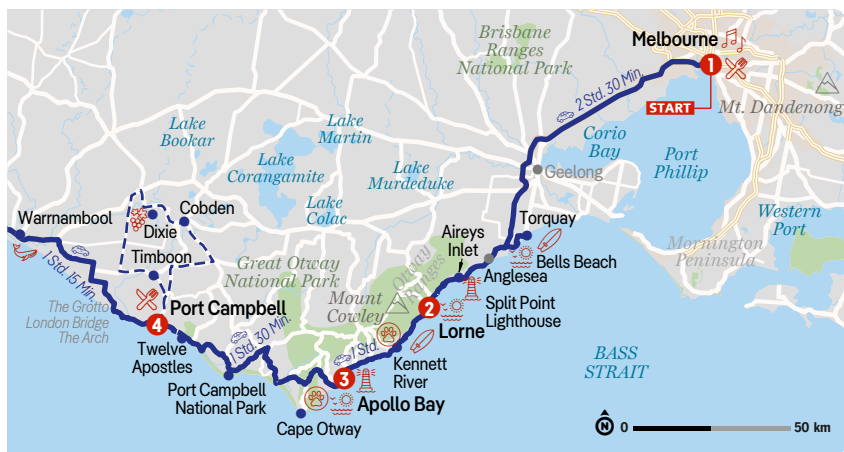 Brisbane
Ranges
National Park
Melbourne
1
START
2 Std. 30 Min.
Mt. Dandenong
Corio
Bay
Port
Phillip
Geelong
Western
Port
Mornington
Peninsula
Lake
Bookar
Lake
Martin
Lake
Corangamite
Lake
Murdeduke
Lake
Colac
Warrnambool
Cobden
Dixie
Timboon
1 Std. 15 Min.
Great Otway
National Park
Otway
Ranges
Mount
Cowley
Aireys
Inlet
Torquay
Bells Beach
Anglesea
Split Point
Lighthouse
2
Lorne
The Grotto
London Bridge
The Arch
4
Port Campbell
Twelve
Apostles
1 Std. 30 Min.
Port Campbell
National Park
1 Std.
Kennett
River
3
Apollo Bay
Cape Otway
BASS
STRAIT
N
0
50 km